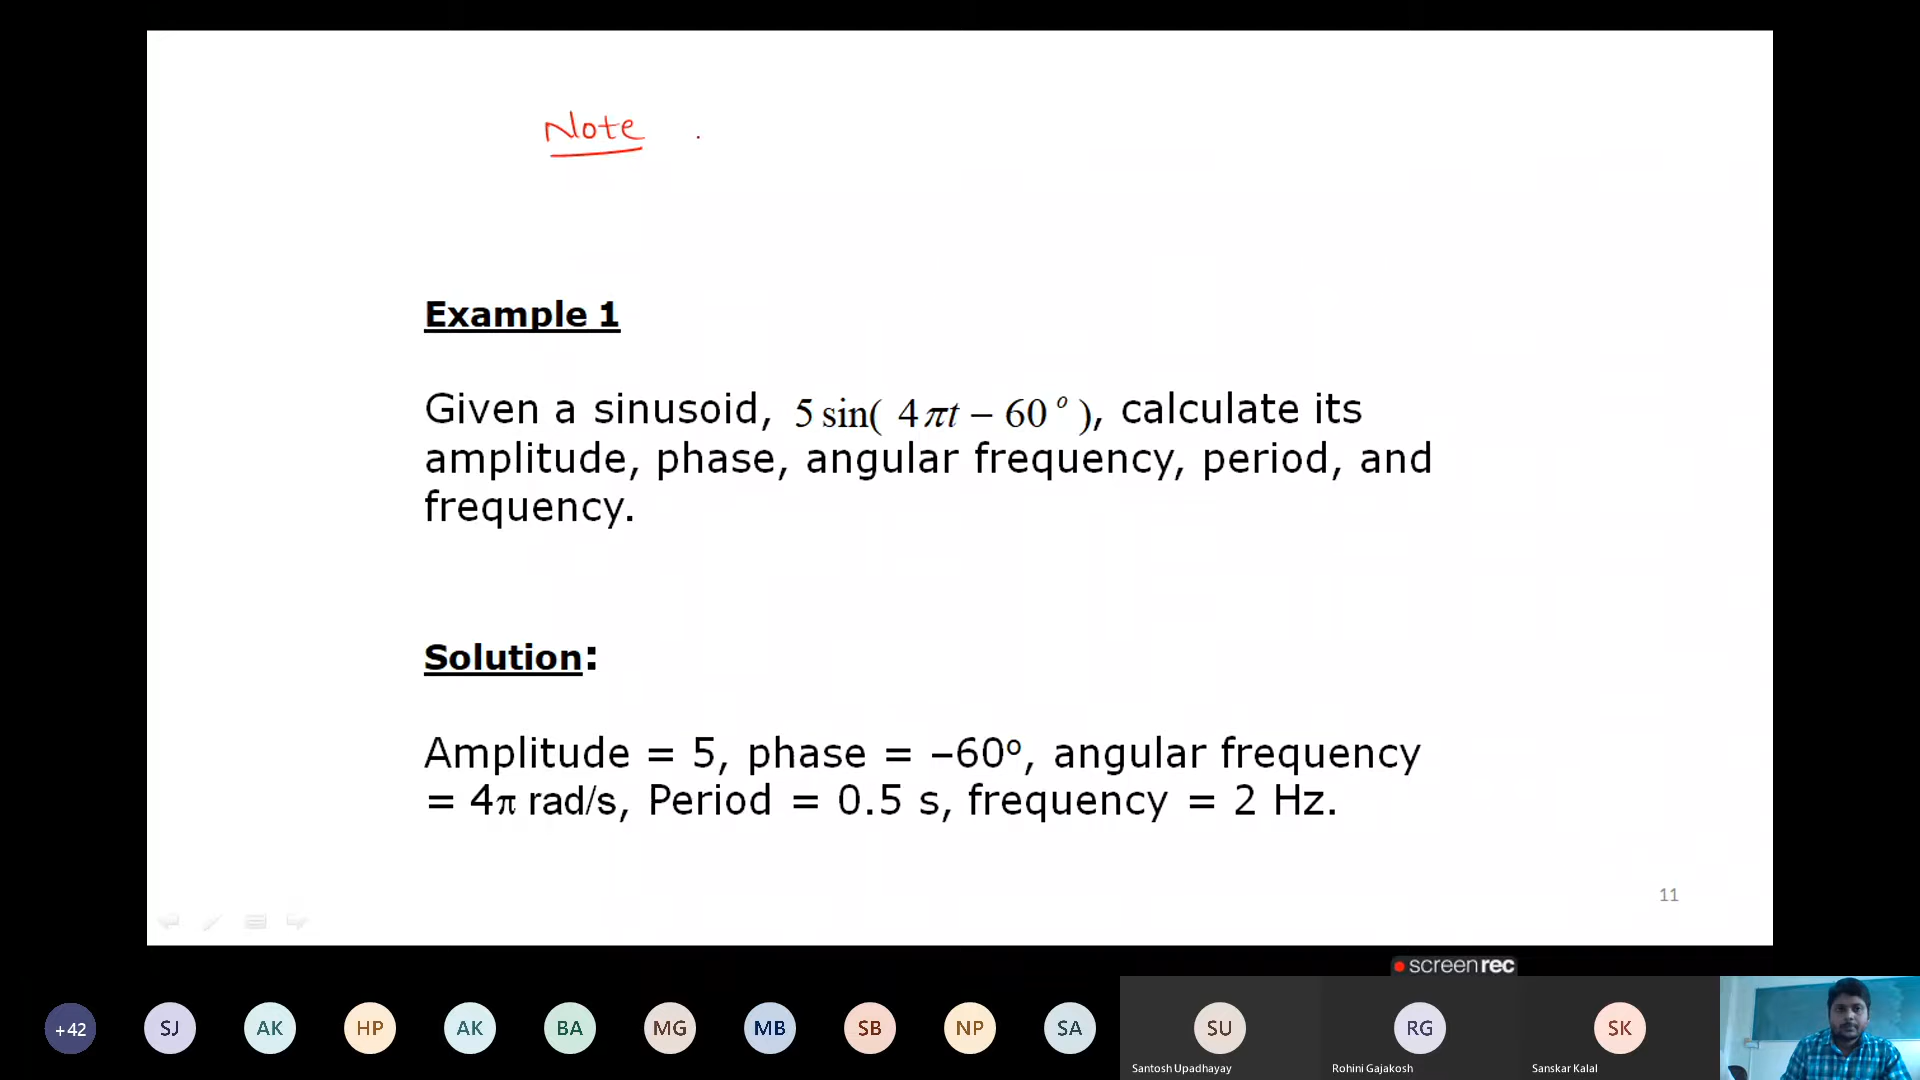 Note
Example 1
Given a sinusoid, 5 sin( 4πt – 60° ), calculate its
amplitude, phase, angular frequency, period, and
frequency.
Solution:
Amplitude = 5, phase = –60°, angular frequency
= 4π rad/s, Period = 0.5 s, frequency = 2 Hz.
11
screenrec
+42 SJ AK HP AK BA MG MB SB NP SA SU RG SK
Santosh Upadhayay Rohini Gajakosh Sanskar Kalal